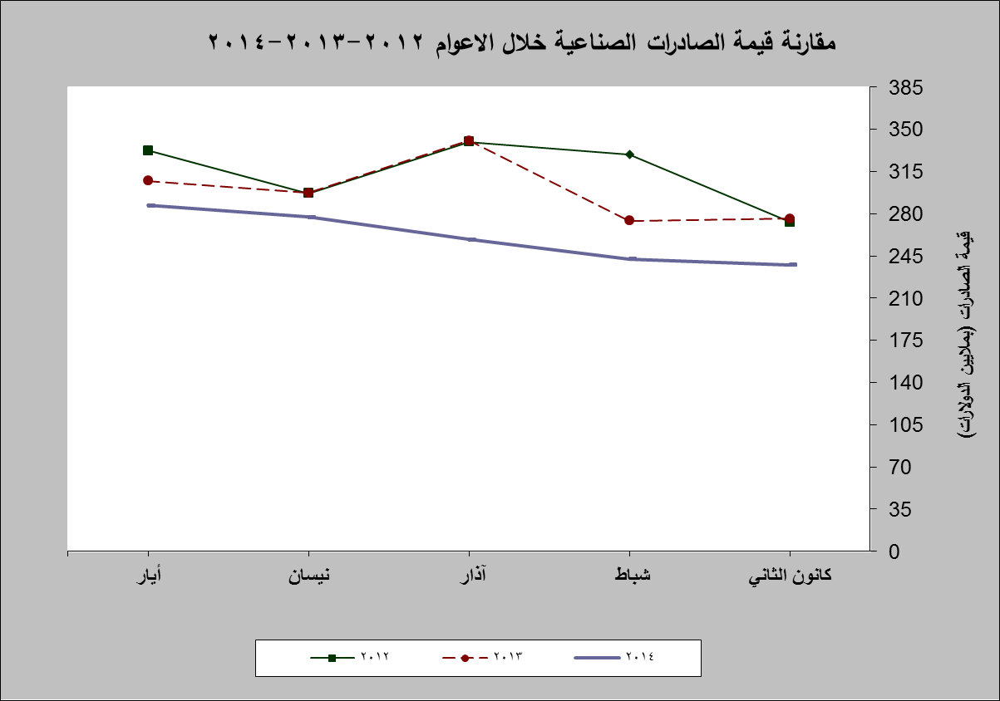 مقارنة قيمة الصادرات الصناعية خلال الاعوام ٢٠١٢-٢٠١٣-٢٠١٤
385
350
315
280
245
210
175
140
105
70
35
0
قيمة الصادرات (بملايين الدولارات)
كانون الثاني
شباط
آذار
نيسان
أيار
٢٠١٢
٢٠١٣
٢٠١٤